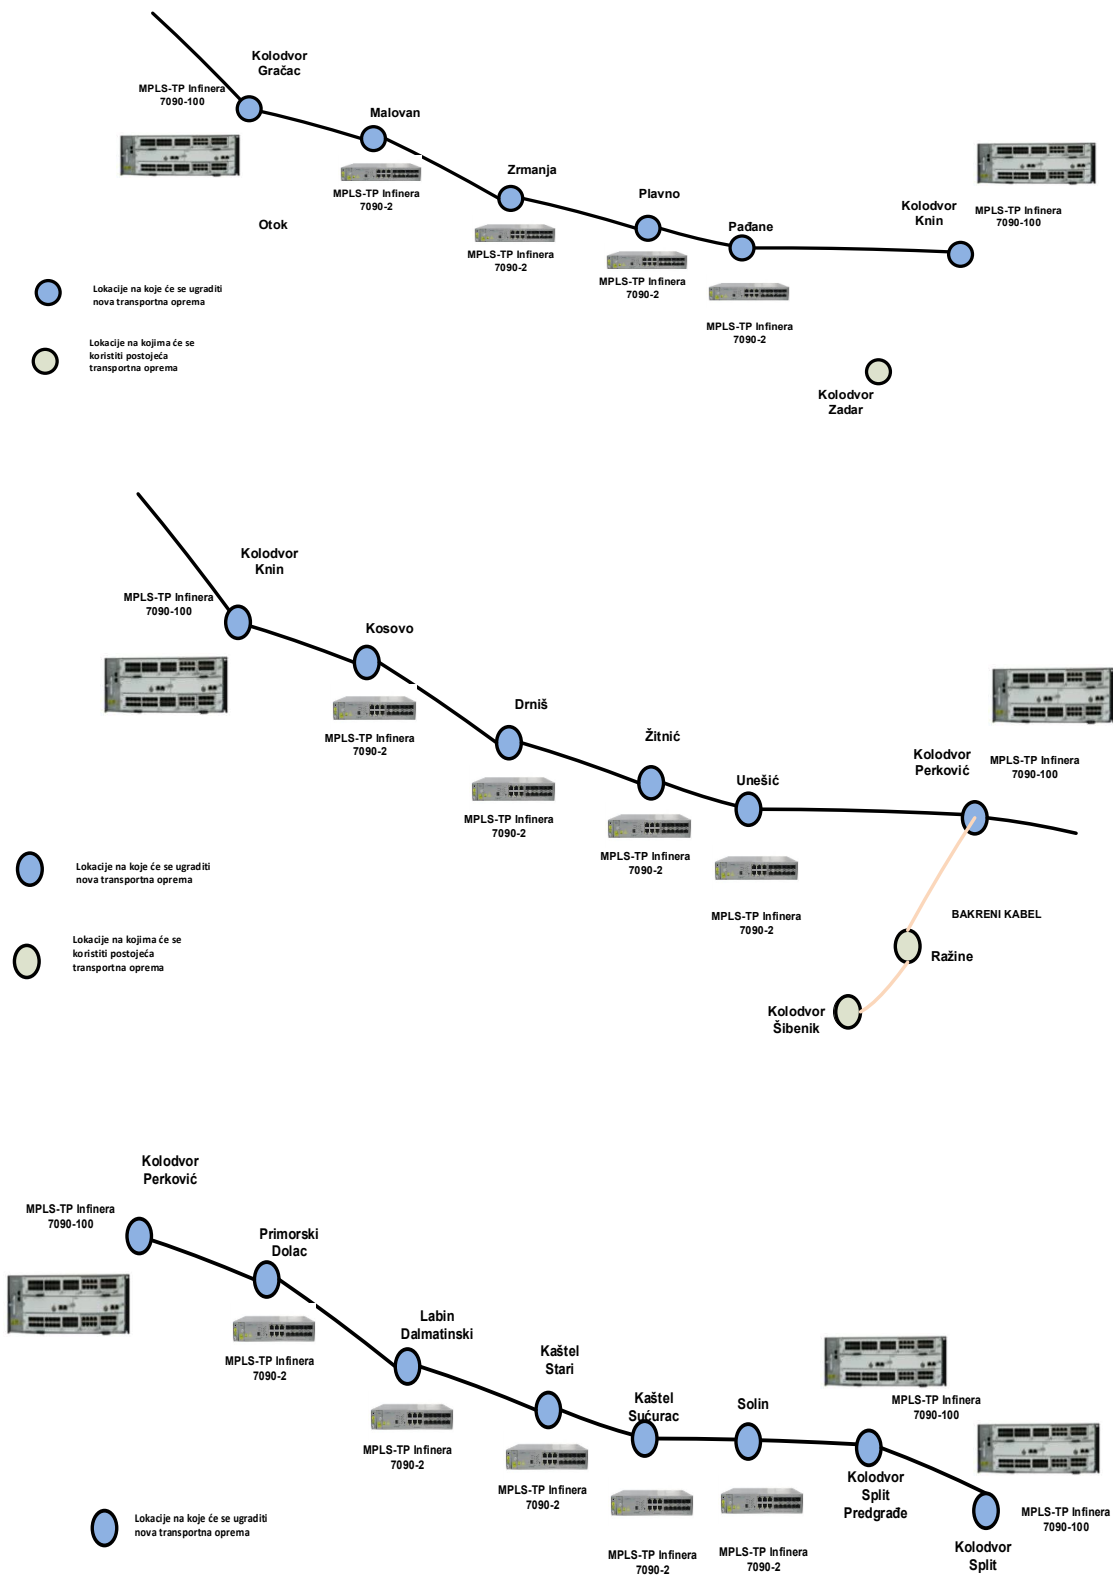 Kolodvor
Gračac
MPLS-TP Infinera
7090-100
Malovan
MPLS-TP Infinera
7090-2
Zrmanja
MPLS-TP Infinera
7090-2
Plavno
MPLS-TP Infinera
7090-2
Pađane
MPLS-TP Infinera
7090-2
Kolodvor
Knin
MPLS-TP Infinera
7090-100
Otok
Lokacije na koje će se ugraditi
nova transportna oprema
Lokacije na kojima će se
koristiti postojeća
transportna oprema
Kolodvor
Zadar
Kolodvor
Knin
MPLS-TP Infinera
7090-100
Kosovo
MPLS-TP Infinera
7090-2
Drniš
MPLS-TP Infinera
7090-2
Žitnić
MPLS-TP Infinera
7090-2
Unešić
MPLS-TP Infinera
7090-2
Kolodvor
Perković
MPLS-TP Infinera
7090-100
Lokacije na koje će se ugraditi
nova transportna oprema
Lokacije na kojima će se
koristiti postojeća
transportna oprema
BAKRENI KABEL
Ražine
Kolodvor
Šibenik
Kolodvor
Perković
MPLS-TP Infinera
7090-100
Primorski
Dolac
MPLS-TP Infinera
7090-2
Labin
Dalmatinski
MPLS-TP Infinera
7090-2
Kaštel
Stari
MPLS-TP Infinera
7090-2
Kaštel
Sućurac
MPLS-TP Infinera
7090-2
Solin
MPLS-TP Infinera
7090-2
MPLS-TP Infinera
7090-100
Kolodvor
Split
Predgrađe
MPLS-TP Infinera
7090-100
Kolodvor
Split
Lokacije na koje će se ugraditi
nova transportna oprema